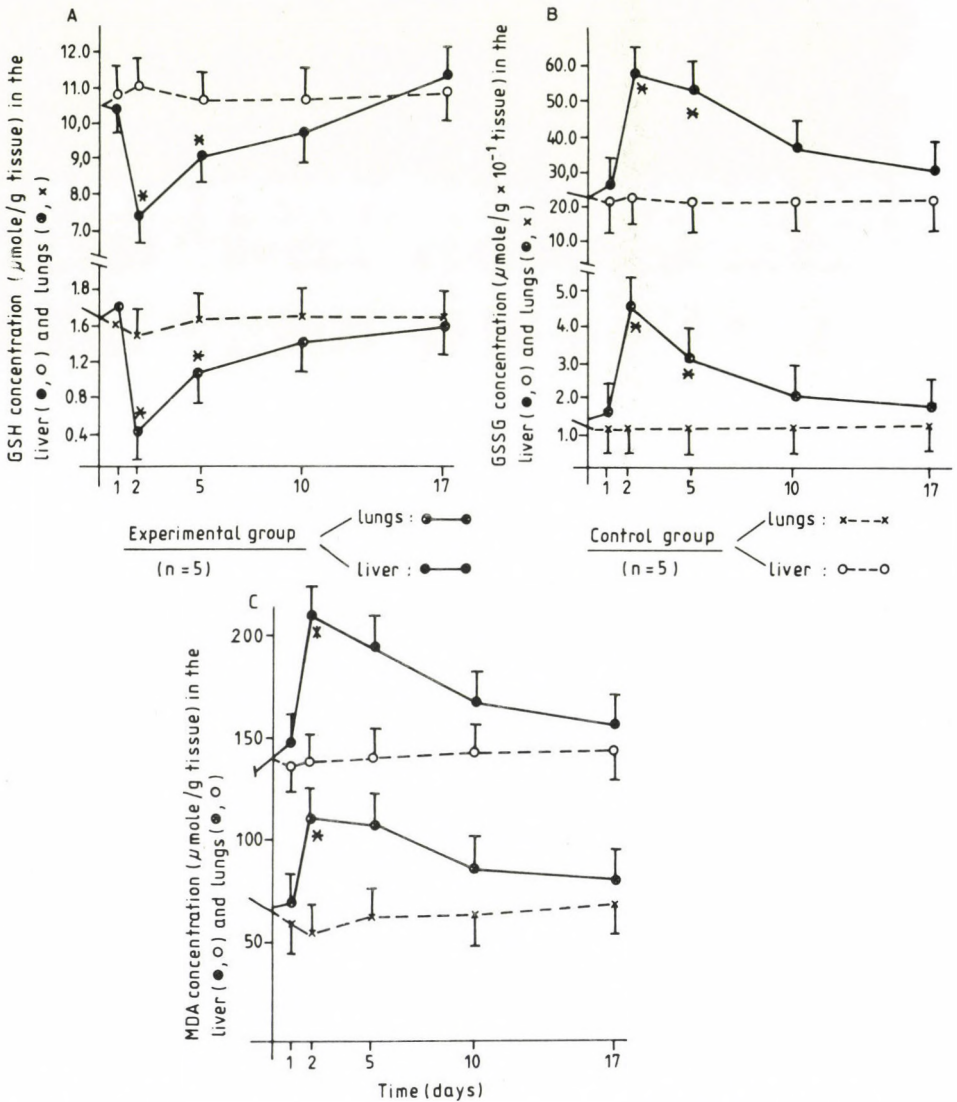 A
GSH concentration (μmole/g tissue) in the
liver (●, ○) and lungs (●, ×)
12.0
11.0
10,0
9,0
8.0
7.0
1.8
1.6
1.2
0.8
0.4
1 2 5 10 17
B
GSSG concentration (μmole/g × 10⁻¹ tissue) in the
liver (●, ○) and lungs (●, ×)
60.0
50.0
40.0
30,0
20.0
10.0
5.0
4.0
3.0
2.0
1.0
1 2 5 10 17
Experimental group
(n=5)
lungs : ●—●
liver : ●—●
Control group
(n=5)
lungs : ×---×
liver : ○---○
C
MDA concentration (μmole/g tissue) in the
liver (●, ○) and lungs (●, ○)
200
150
100
50
1 2 5 10 17
Time (days)